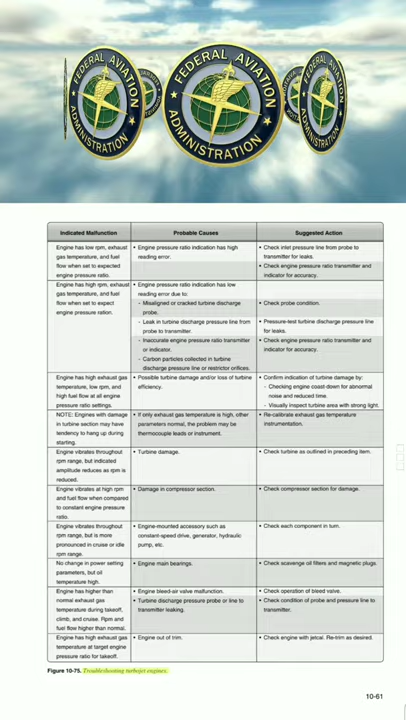 FEDERAL AVIATION
ADMINISTRATION
FEDERAL AVIATION
ADMINISTRATION
FEDERAL AVIATION
ADMINISTRATION
Indicated Malfunction
Probable Causes
Suggested Action
Engine has low rpm, exhaust
gas temperature, and fuel
flow when set to expected
engine pressure ratio.
• Engine pressure ratio indication has high
reading error.
• Check inlet pressure line from probe to
transmitter for leaks.
• Check engine pressure ratio transmitter and
indicator for accuracy.
Engine has high rpm, exhaust
gas temperature, and fuel
flow when set to expect
engine pressure ration.
• Engine pressure ratio indication has low
reading error due to:
- Misaligned or cracked turbine discharge
probe.
- Leak in turbine discharge pressure line from
probe to transmitter.
- Inaccurate engine pressure ratio transmitter
or indicator.
- Carbon particles collected in turbine
discharge pressure line or restrictor orifices.
• Check probe condition.
• Pressure-test turbine discharge pressure line
for leaks.
• Check engine pressure ratio transmitter and
indicator for accuracy.
Engine has high exhaust gas
temperature, low rpm, and
high fuel flow at all engine
pressure ratio settings.
• Possible turbine damage and/or loss of turbine
efficiency.
• Confirm indication of turbine damage by:
- Checking engine coast-down for abnormal
noise and reduced time.
- Visually inspect turbine area with strong light.
NOTE: Engines with damage
in turbine section may have
tendency to hang up during
starting.
• If only exhaust gas temperature is high, other
parameters normal, the problem may be
thermocouple leads or instrument.
• Re-calibrate exhaust gas temperature
instrumentation.
Engine vibrates throughout
rpm range, but indicated
amplitude reduces as rpm is
reduced.
• Turbine damage.
• Check turbine as outlined in preceding item.
Engine vibrates at high rpm
and fuel flow when compared
to constant engine pressure
ratio.
• Damage in compressor section.
• Check compressor section for damage.
Engine vibrates throughout
rpm range, but is more
pronounced in cruise or idle
rpm range.
• Engine-mounted accessory such as
constant-speed drive, generator, hydraulic
pump, etc.
• Check each component in turn.
No change in power setting
parameters, but oil
temperature high.
• Engine main bearings.
• Check scavenge oil filters and magnetic plugs.
Engine has higher than
normal exhaust gas
temperature during takeoff,
climb, and cruise. Rpm and
fuel flow higher than normal.
• Engine bleed-air valve malfunction.
• Turbine discharge pressure probe or line to
transmitter leaking.
• Check operation of bleed valve.
• Check condition of probe and pressure line to
transmitter.
Engine has high exhaust gas
temperature at target engine
pressure ratio for takeoff.
• Engine out of trim.
• Check engine with jetcal. Re-trim as desired.
Figure 10-75. Troubleshooting turbojet engines.
10-61